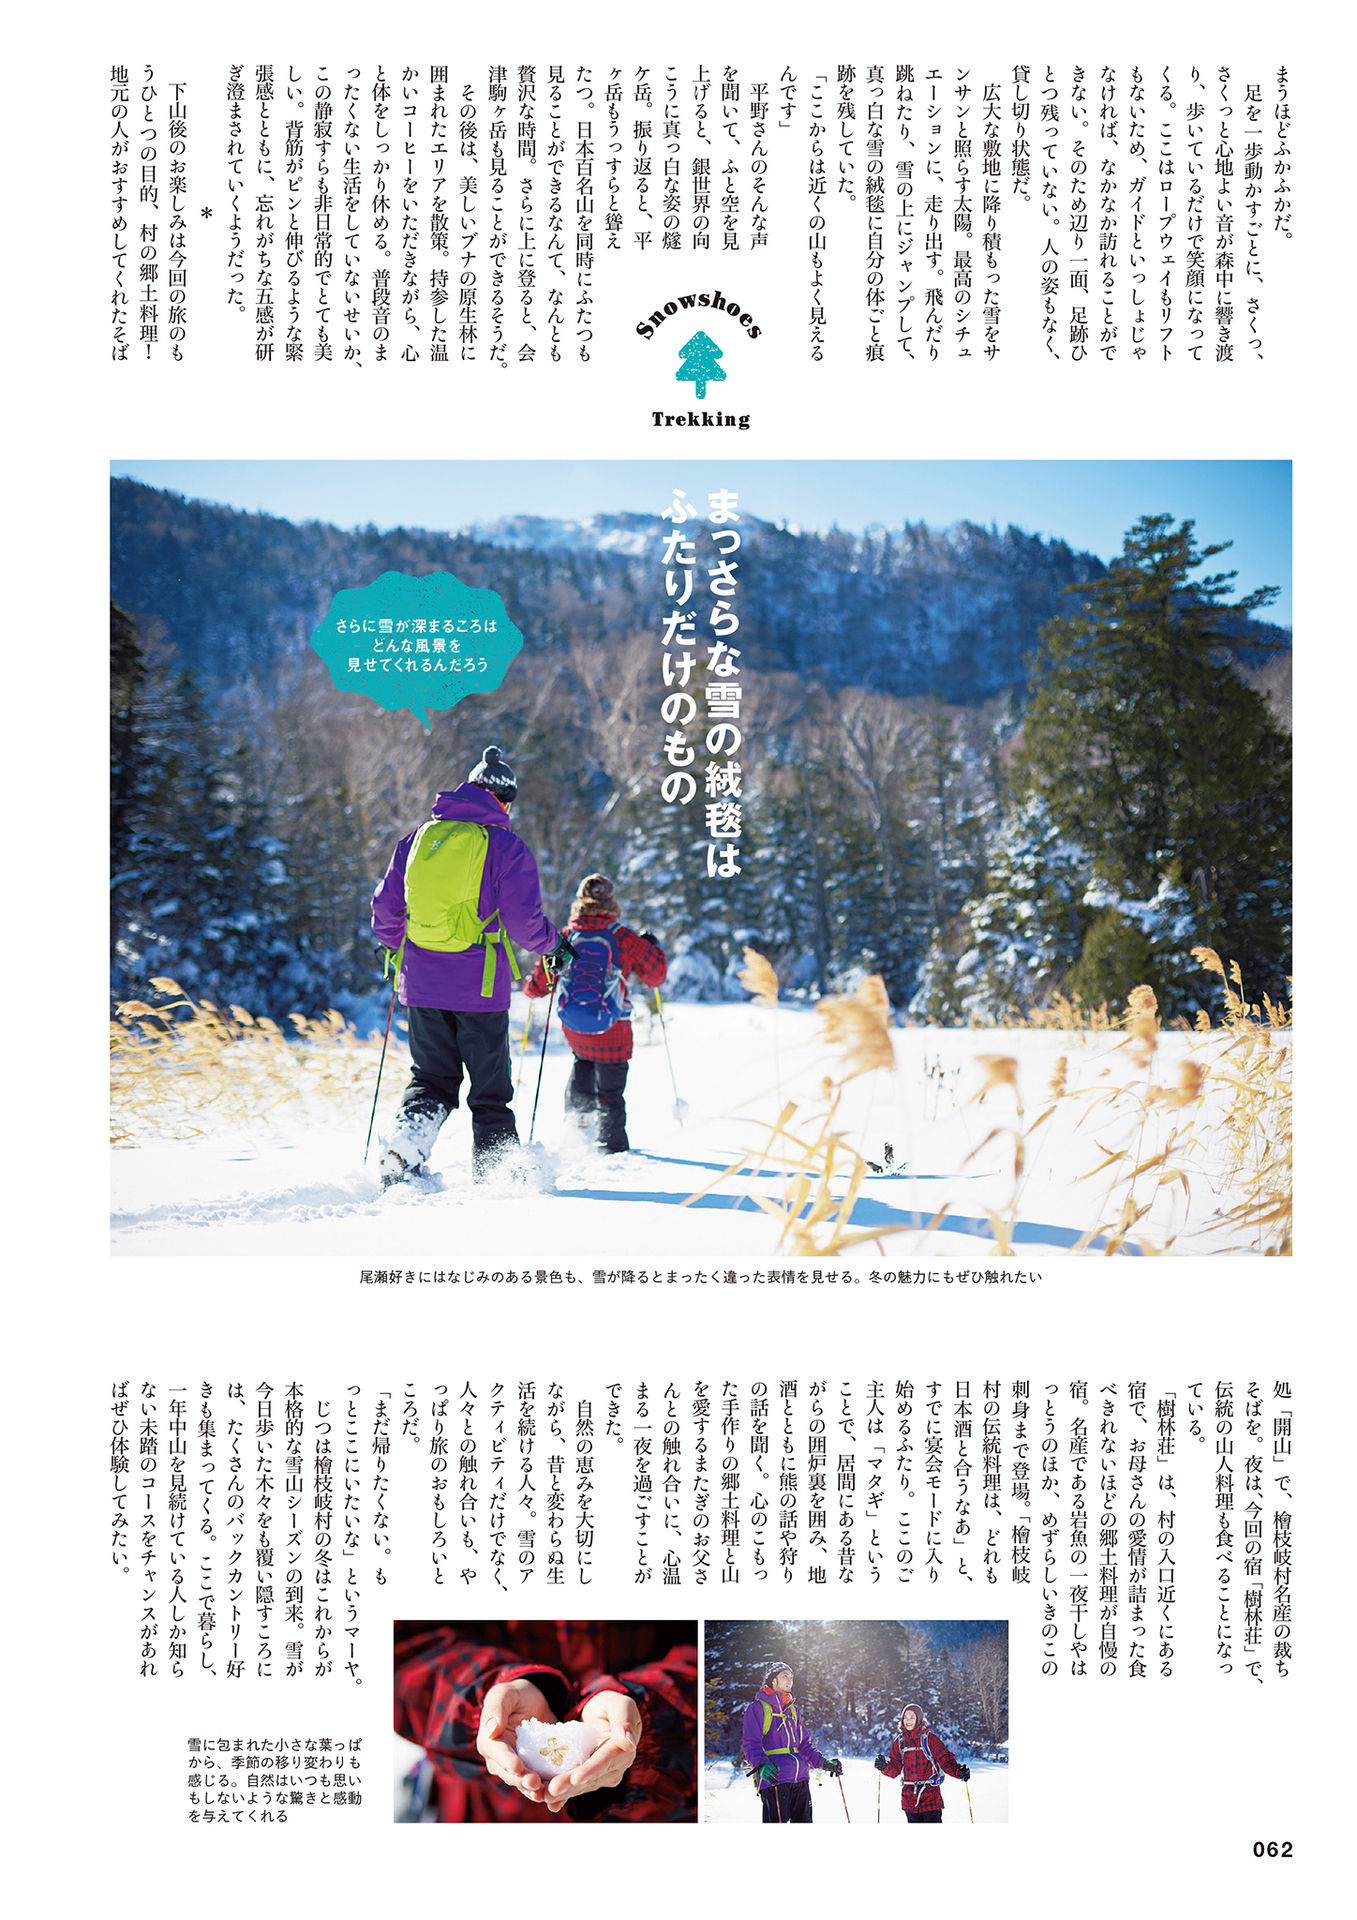 まうほどふかふかだ。
足を一歩動かすごとに、さくっ、
さくっと心地よい音が森中に響き渡
り、歩いているだけで笑顔になって
くる。ここはロープウェイもリフト
もないため、ガイドといっしょじゃ
なければ、なかなか訪れることがで
きない。そのため辺り一面、足跡ひ
とつ残っていない。人の姿もなく、
貸し切り状態だ。
広大な敷地に降り積もった雪をサ
ンサンと照らす太陽。最高のシチュ
エーションに、走り出す。飛んだり
跳ねたり、雪の上にジャンプして、
真っ白な雪の絨毯に自分の体ごと痕
跡を残していた。
「ここからは近くの山もよく見える
んです」
平野さんのそんな声
を聞いて、ふと空を見
上げると、銀世界の向
こうに真っ白な姿の燧
ケ岳。振り返ると、平
ヶ岳もうっすらと聳え
たつ。日本百名山を同時にふたつも
見ることができるなんて、なんとも
贅沢な時間。さらに上に登ると、会
津駒ヶ岳も見ることができるそうだ。
その後は、美しいブナの原生林に
囲まれたエリアを散策。持参した温
かいコーヒーをいただきながら、心
と体をしっかり休める。普段音のま
ったくない生活をしていないせいか、
この静寂すらも非日常的でとても美
しい。背筋がピンと伸びるような緊
張感とともに、忘れがちな五感が研
ぎ澄まされていくようだった。
*
下山後のお楽しみは今回の旅のも
うひとつの目的、村の郷土料理！
地元の人がおすすめしてくれたそば
Snowshoes
Trekking
まっさらな雪の絨毯は
ふたりだけのもの
さらに雪が深まるころは
どんな風景を
見せてくれるんだろう
尾瀬好きにはなじみのある景色も、雪が降るとまったく違った表情を見せる。冬の魅力にもぜひ触れたい
処「開山」で、檜枝岐村名産の裁ち
そばを。夜は、今回の宿「樹林荘」で、
伝統の山人料理も食べることになっ
ている。
「樹林荘」は、村の入口近くにある
宿で、お母さんの愛情が詰まった食
べきれないほどの郷土料理が自慢の
宿。名産である岩魚の一夜干しやは
っとうのほか、めずらしいきのこの
刺身まで登場。「檜枝岐
村の伝統料理は、どれも
日本酒と合うなあ」と、
すでに宴会モードに入り
始めるふたり。ここのご
主人は「マタギ」という
ことで、居間にある昔な
がらの囲炉裏を囲み、地
酒とともに熊の話や狩り
の話を聞く。心のこもっ
た手作りの郷土料理と山
を愛するまたぎのお父さ
んとの触れ合いに、心温
まる一夜を過ごすことが
できた。
自然の恵みを大切にし
ながら、昔と変わらぬ生
活を続ける人々。雪のア
クティビティだけでなく、
人々との触れ合いも、や
っぱり旅のおもしろいと
ころだ。
「まだ帰りたくない。も
っとここにいたいな」というマーヤ。
じつは檜枝岐村の冬はこれからが
本格的な雪山シーズンの到来。雪が
今日歩いた木々をも覆い隠すころに
は、たくさんのバックカントリー好
きも集まってくる。ここで暮らし、
一年中山を見続けている人しか知ら
ない未踏のコースをチャンスがあれ
ばぜひ体験してみたい。
雪に包まれた小さな葉っぱ
から、季節の移り変わりも
感じる。自然はいつも思い
もしないような驚きと感動
を与えてくれる
062